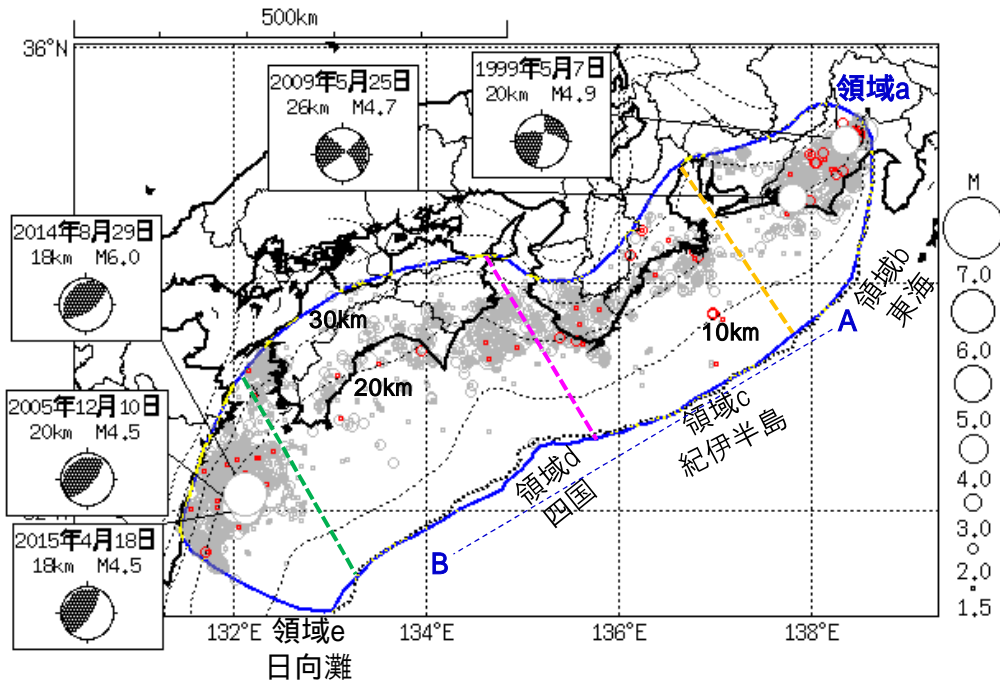 500km
36°N
2009年5月25日
26km M4.7
1999年5月7日
20km M4.9
領域a
M
2014年8月29日
18km M6.0
7.0
領域b
東海
A
30km
10km
6.0
20km
2005年12月10日
20km M4.5
5.0
領域c
紀伊半島
4.0
領域d
四国
3.0
2015年4月18日
18km M4.5
B
2.0
1.5
132°E
134°E
136°E
138°E
領域e
日向灘